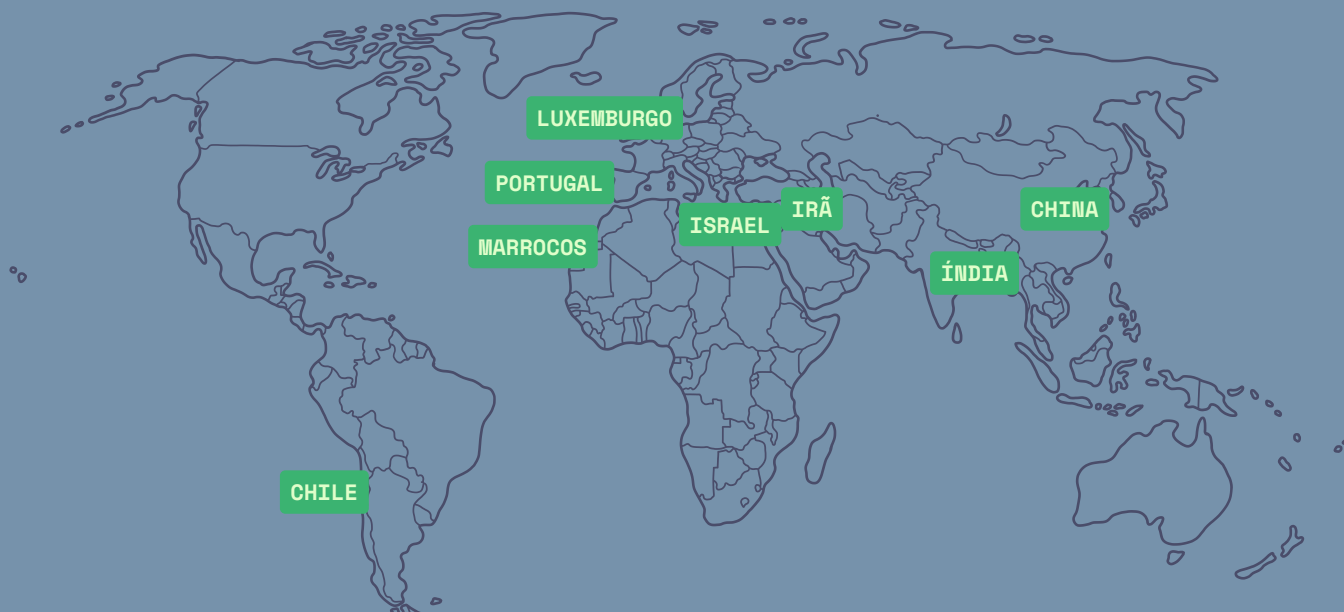 LUXEMBURGO
PORTUGAL
IRÃ
CHINA
ISRAEL
MARROCOS
ÍNDIA
CHILE